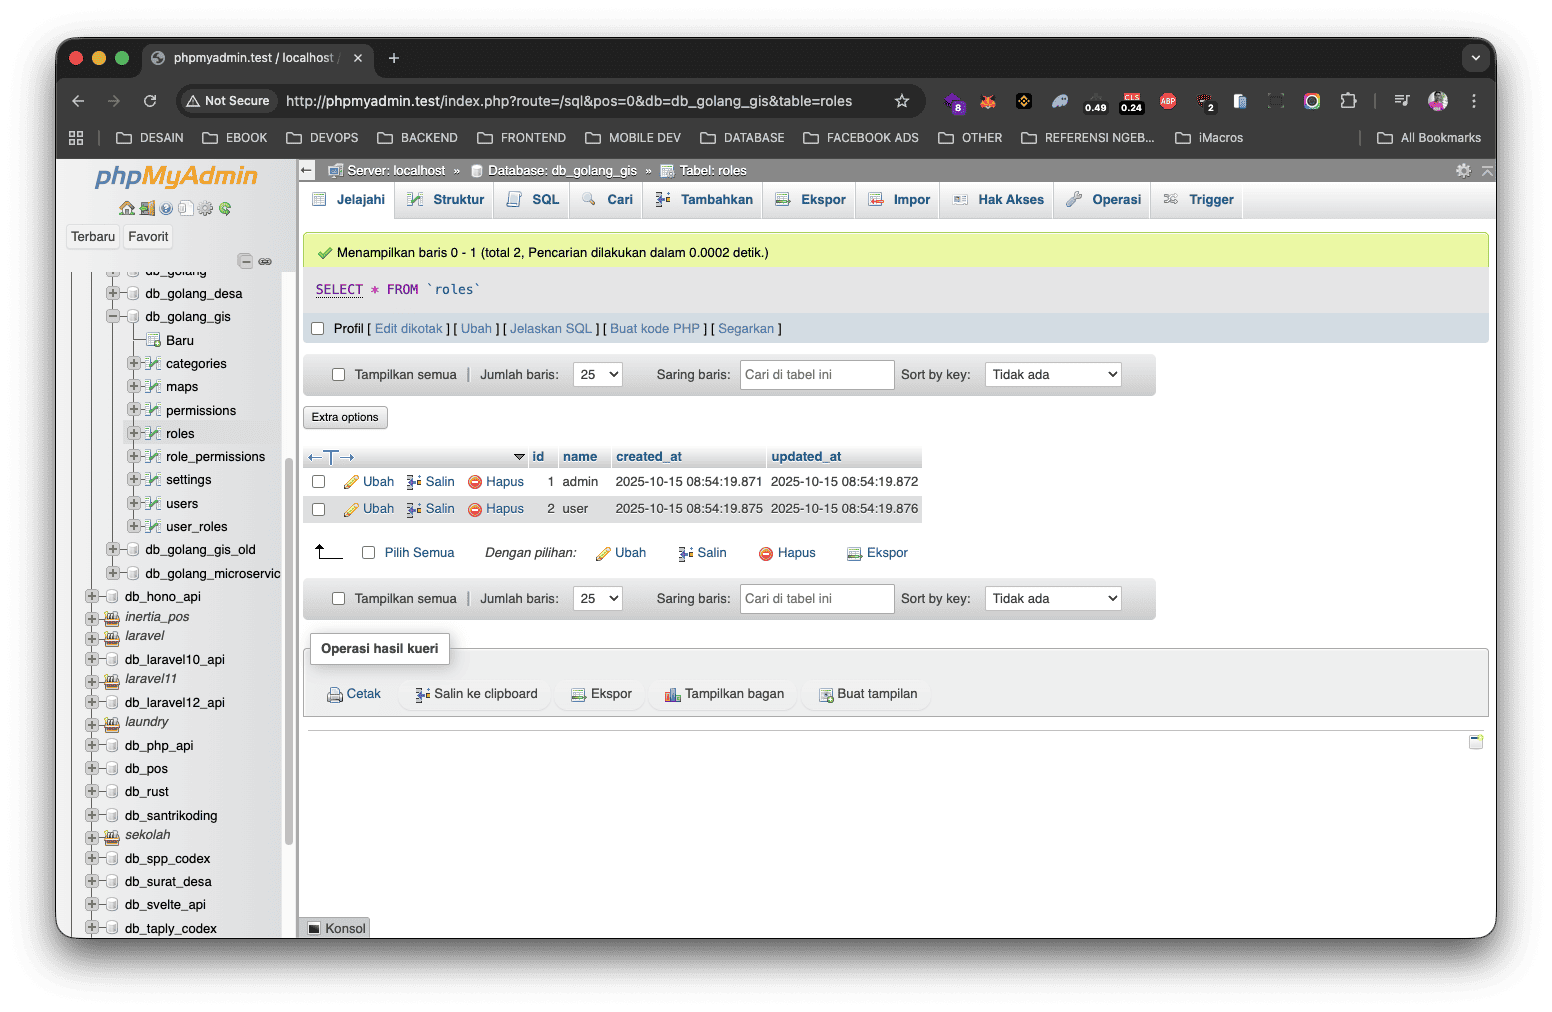 phpmyadmin.test / localhost /
Not Secure
http://phpmyadmin.test/index.php?route=/sql&pos=0&db=db_golang_gis&table=roles
8
0.49
CLS
0.24
ABP
2
DESAIN
EBOOK
DEVOPS
BACKEND
FRONTEND
MOBILE DEV
DATABASE
FACEBOOK ADS
OTHER
REFERENSI NGEB...
iMacros
All Bookmarks
phpMyAdmin
Terbaru
Favorit
db_golang
db_golang_desa
db_golang_gis
Baru
categories
maps
permissions
roles
role_permissions
settings
users
user_roles
db_golang_gis_old
db_golang_microservic
db_hono_api
inertia_pos
laravel
db_laravel10_api
laravel11
db_laravel12_api
laundry
db_php_api
db_pos
db_rust
db_santrikoding
sekolah
db_spp_codex
db_surat_desa
db_svelte_api
db_taply_codex
Server: localhost » Database: db_golang_gis » Tabel: roles
Jelajahi
Struktur
SQL
Cari
Tambahkan
Ekspor
Impor
Hak Akses
Operasi
Trigger
Menampilkan baris 0 - 1 (total 2, Pencarian dilakukan dalam 0.0002 detik.)
SELECT * FROM `roles`
Profil [ Edit dikotak ] [ Ubah ] [ Jelaskan SQL ] [ Buat kode PHP ] [ Segarkan ]
Tampilkan semua | Jumlah baris: 25 Saring baris: Cari di tabel ini Sort by key: Tidak ada
Extra options
id name created_at updated_at
Ubah Salin Hapus 1 admin 2025-10-15 08:54:19.871 2025-10-15 08:54:19.872
Ubah Salin Hapus 2 user 2025-10-15 08:54:19.875 2025-10-15 08:54:19.876
Pilih Semua Dengan pilihan: Ubah Salin Hapus Ekspor
Tampilkan semua | Jumlah baris: 25 Saring baris: Cari di tabel ini Sort by key: Tidak ada
Operasi hasil kueri
Cetak Salin ke clipboard Ekspor Tampilkan bagan Buat tampilan
Konsol